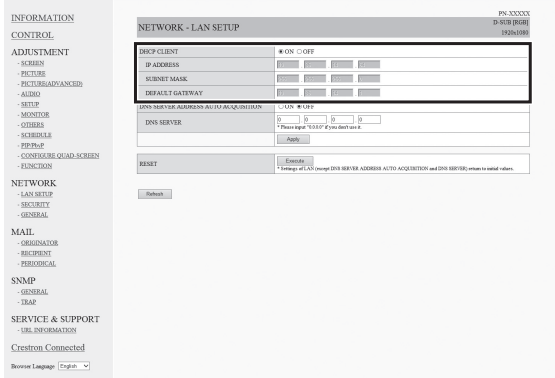 INFORMATION
CONTROL
ADJUSTMENT
- SCREEN
- PICTURE
- PICTURE(ADVANCED)
- AUDIO
- SETUP
- MONITOR
- OTHERS
- SCHEDULE
- PIP/PbyP
- CONFIGURE QUAD-SCREEN
- FUNCTION
NETWORK
- LAN SETUP
- SECURITY
- GENERAL
MAIL
- ORIGINATOR
- RECIPIENT
- PERIODICAL
SNMP
- GENERAL
- TRAP
SERVICE & SUPPORT
- URL INFORMATION
Crestron Connected
Browser Language English
PN-XXXXX
NETWORK - LAN SETUP
D-SUB [RGB]
1920x1080
DHCP CLIENT ON OFF
IP ADDRESS
SUBNET MASK
DEFAULT GATEWAY
DNS SERVER ADDRESS AUTO ACQUISITION ON OFF
DNS SERVER 0 . 0 . 0 . 0
* Please input "0.0.0.0" if you don't use it.
Apply
RESET Execute
* Settings of LAN (except DNS SERVER ADDRESS AUTO ACQUISITION and DNS SERVER) return to initial values.
Refresh